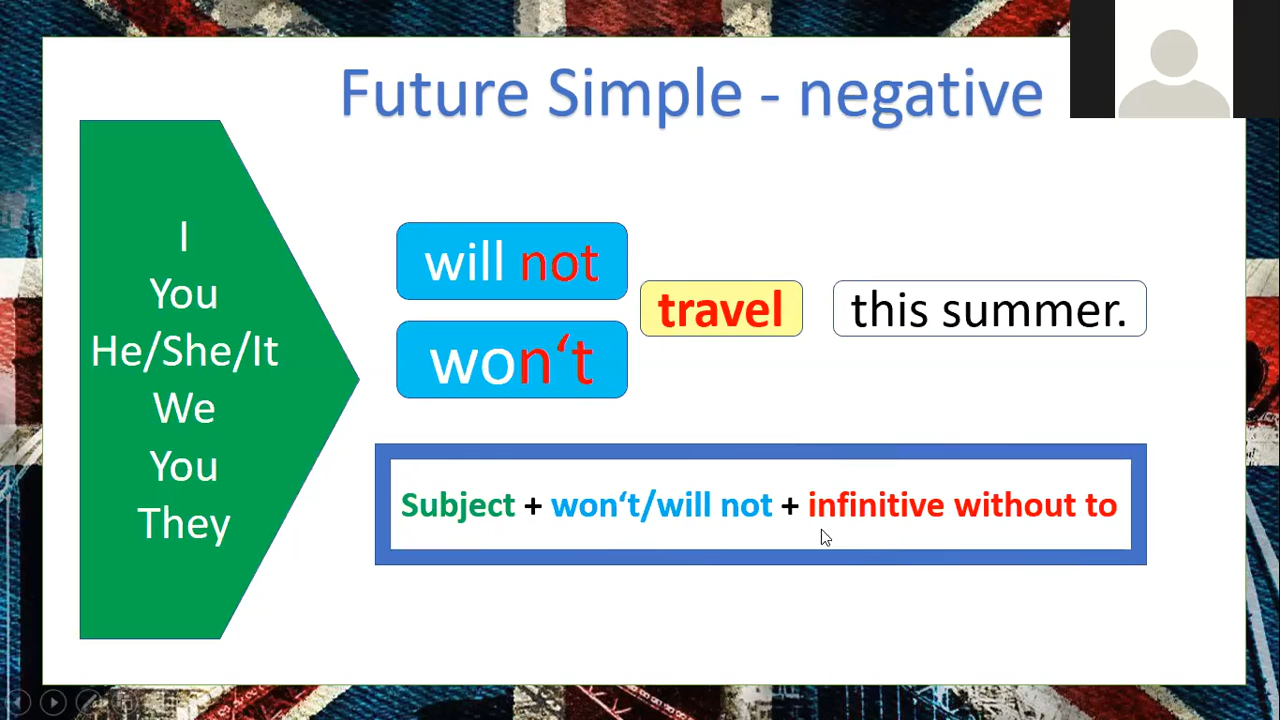 Future Simple - negative
I
You
He/She/It
We
You
They
will not
won‘t
travel
this summer.
Subject + won‘t/will not + infinitive without to